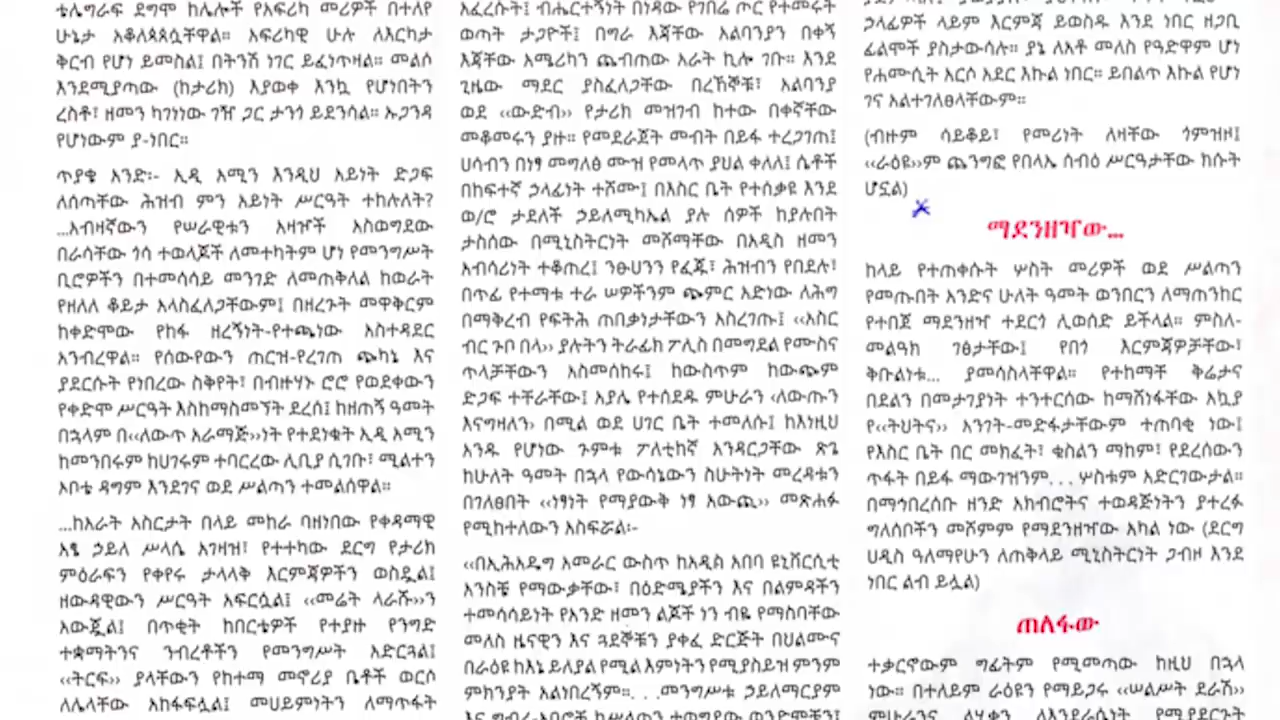 ቴሌግራፍ ደግሞ ከሌሎች የአፍሪካ መሪዎች በተለየ
ሁኔታ አቆለጳጳሷቸዋል። አፍሪካዊ ሁሉ ለእርካታ
ቅርብ የሆነ ይመስል፤ በትንሽ ነገር ይፈነጥዛል። መልሶ
እንደሚያጣው (ከታሪክ) እያወቀ እንኳ የሆነበትን
ረስቶ፣ ዘመን ካገነነው ገዥ ጋር ታንጎ ይደንሳል። ኡጋንዳ
የሆነውም ያ-ነበር።
ጥያቄ አንድ፡- ኢዲ አሚን እንዲህ አይነት ድጋፍ
ለሰጣቸው ሕዝብ ምን አይነት ሥርዓት ተከሉለት?
...አብዛኛውን የሠራዊቱን አዛዦች አስወግደው
በራሳቸው ጎሳ ተወላጆች ለመተካትም ሆነ የመንግሥት
ቢሮዎችን በተመሳሳይ መንገድ ለመጠቅለል ከወራት
የዘለለ ቆይታ አላስፈለጋቸውም፤ በዘረጉት መዋቅርም
ከቀድሞው የከፋ ዘረኝነት-የተጫነው አስተዳደር
አንብረዋል። የሰውየውን ጠርዝ-የረገጠ ጭካኔ እና
ያደርሱት የነበረው ስቅየት፣ በብዙሃኑ ሮሮ የወደቀውን
የቀድሞ ሥርዓት እስከማስመኘት ደረሰ፤ ከዘጠኝ ዓመት
በኋላም በ‹‹ለውጥ አራማጅ››ነት የተደነቁት ኢዲ አሚን
ከመንበሩም ከሀገሩም ተባርረው ሊቢያ ሲገቡ፣ ሚልተን
ኦቦቴ ዳግም እንደገና ወደ ሥልጣን ተመልሰዋል።
...ከአራት አስርታት በላይ መከራ ባዘነበው የቀዳማዊ
አፄ ኃይለ ሥላሴ አገዛዝ፣ የተተካው ደርግ የታሪክ
ምዕራፍን የቀየሩ ታላላቅ እርምጃዎችን ወስዷል፤
ዘውዳዊውን ሥርዓት አፍርሷል፤ ‹‹መሬት ላራሹ››ን
አውጇል፤ በጥቂት ከበርቴዎች የተያዙ የንግድ
ተቋማትንና ንብረቶችን የመንግሥት አድርጓል፤
‹‹ትርፍ›› ያላቸውን የከተማ መኖሪያ ቤቶች ወርሶ
ለሌላቸው አከፋፍሏል፤ መሀይምነትን ለማጥፋት
አፈረሱት፤ ብሔርተኝነት በነዳው የገበሬ ጦር የተመሩት
ወጣት ታጋዮች፤ በግራ እጃቸው አልባንያን በቀኝ
እጃቸው አሜሪካን ጨብጠው አራት ኪሎ ገቡ። እንደ
ጊዜው ማደር ያስፈለጋቸው በረኸኞቹ፣ አልባንያ
ወደ ‹‹ውድብ›› የታሪክ መዝገብ ከተው በቀኛቸው
መቆመሩን ያዙ። የመደራጀት መብት በይፋ ተረጋገጠ፤
ሀሳብን በነፃ መግለፅ ሙዝ የመላጥ ያህል ቀለለ፤ ሴቶች
በከፍተኛ ኃላፊነት ተሾሙ፤ በእስር ቤት የተሰቃዩ እንደ
ወ/ሮ ታደለች ኃይለሚካኤል ያሉ ሰዎች ከያሉበት
ታስሰው በሚኒስትርነት መሾማቸው በአዲስ ዘመን
አብሳሪነት ተቆጠረ፤ ንፁሀንን የፈጁ፣ ሕዝብን የበደሉ፣
በጥፊ የተማቱ ተራ ሠዎችንም ጭምር አድነው ለሕግ
በማቅረብ የፍትሕ ጠበቃነታቸውን አስረገጡ፤ ‹‹አስር
ብር ጉቦ በላ›› ያሉትን ትራፊክ ፖሊስ በመግደል የሙስና
ጥላቻቸውን አስመሰከሩ፤ ከውስጥም ከውጭም
ድጋፍ ተቸራቸው፤ አያሌ የተሰደዱ ምሁራን ‹ለውጡን
እናግዛለን› በሚል ወደ ሀገር ቤት ተመለሱ፤ ከእነዚህ
አንዱ የሆነው ጉምቱ ፖለቲከኛ አንዳርጋቸው ጽጌ
ከሁለት ዓመት በኋላ የውሳኔውን ስሁትነት መረዳቱን
በገለፀበት ‹‹ነፃነት የማያውቅ ነፃ አውጪ›› መጽሐፉ
የሚከተለውን አስፍሯል፡-
‹‹በኢሕአዴግ አመራር ውስጥ ከአዲስ አበባ ዩኒቨርሲቲ
አንስቼ የማውቃቸው፣ በዕድሜያችን እና በልምዳችን
ተመሳሳይነት የአንድ ዘመን ልጆች ነን ብዬ የማስባቸው
መለስ ዜናዊን እና ጓደኞቹን ያቀፈ ድርጅት በሀልሙና
በራዕዩ ከእኔ ይለያል የሚል እምነትን የሚያስይዝ ምንም
ምክንያት አልነበረኝም።. . .መንግሥቱ ኃይለማርያም
ኃላፊዎች ላይም እርምጃ ይወስዱ እንደ ነበር ዘጋቢ
ፊልሞች ያስታውሳሉ። ያኔ ለአቶ መለስ የዓድዋም ሆነ
የሐሙሲት አርሶ አደር እኩል ነበር። ይበልጥ እኩል የሆነ
ገና አልተገለፀላቸውም።
(ብዙም ሳይቆይ፣ የመሪነት ለዛቸው ጎምዝዞ፤
‹‹ራዕዩ››ም ጨንግፎ የበላኤ ሰብዕ ሥርዓታቸው ከሱት
ሆኗል)
ማደንዘዣው...
ከላይ የተጠቀሱት ሦስት መሪዎች ወደ ሥልጣን
የመጡበት አንድና ሁለት ዓመት ወንበርን ለማጠንከር
የተበጀ ማደንዘዣ ተደርጎ ሊወሰድ ይችላል። ምስለ-
መልዓክ ገፅታቸው፤ የበጎ እርምጃዎቻቸው፣
ቅቡልነቱ... ያመሳስላቸዋል። የተከማቸ ቅሬታና
በደልን በመታገያነት ተንተርሰው ከማሸነፋቸው አኳያ
የ‹‹ትህትና›› አንገት-መድፋታቸውም ተጠባቂ ነው፤
የእስር ቤት በር መክፈት፣ ቁስልን ማከም፣ የደረሰውን
ጥፋት በይፋ ማውገዝንም. . . ሦስቱም አድርገውታል።
በማኅበረሰቡ ዘንድ አክብሮትና ተወዳጅነትን ያተረፉ
ግለሰቦችን መሾምም የማደንዘዣው አካል ነው (ደርግ
ሀዲስ ዓለማየሁን ለጠቅላይ ሚኒስትርነት ጋብዞ እንደ
ነበር ልብ ይሏል)
ጠለፋው
ተቃርኖውም ግፊትም የሚመጣው ከዚህ በኋላ
ነው። በተለይም ራዕዩን የማይጋሩ ‹‹ሠልሥት ደራሽ››